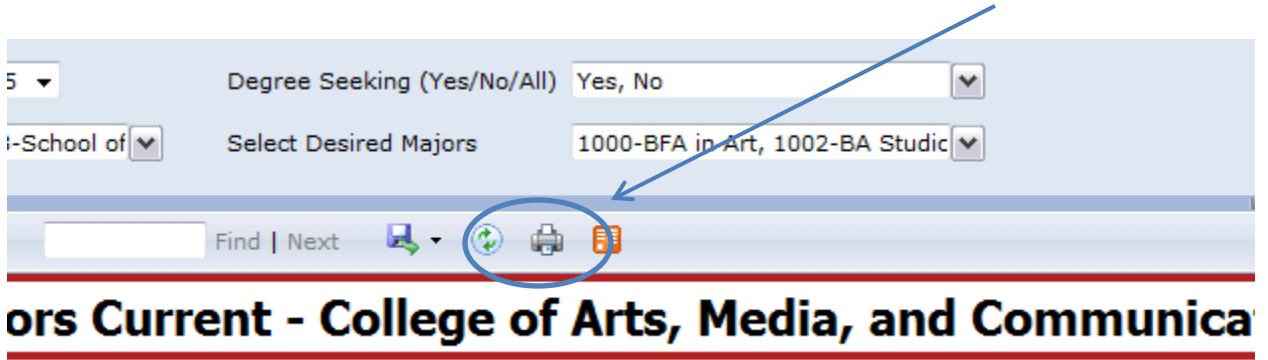 5 Degree Seeking (Yes/No/All) Yes, No
-School of Select Desired Majors 1000-BFA in Art, 1002-BA Studic
Find | Next
ors Current - College of Arts, Media, and Communica